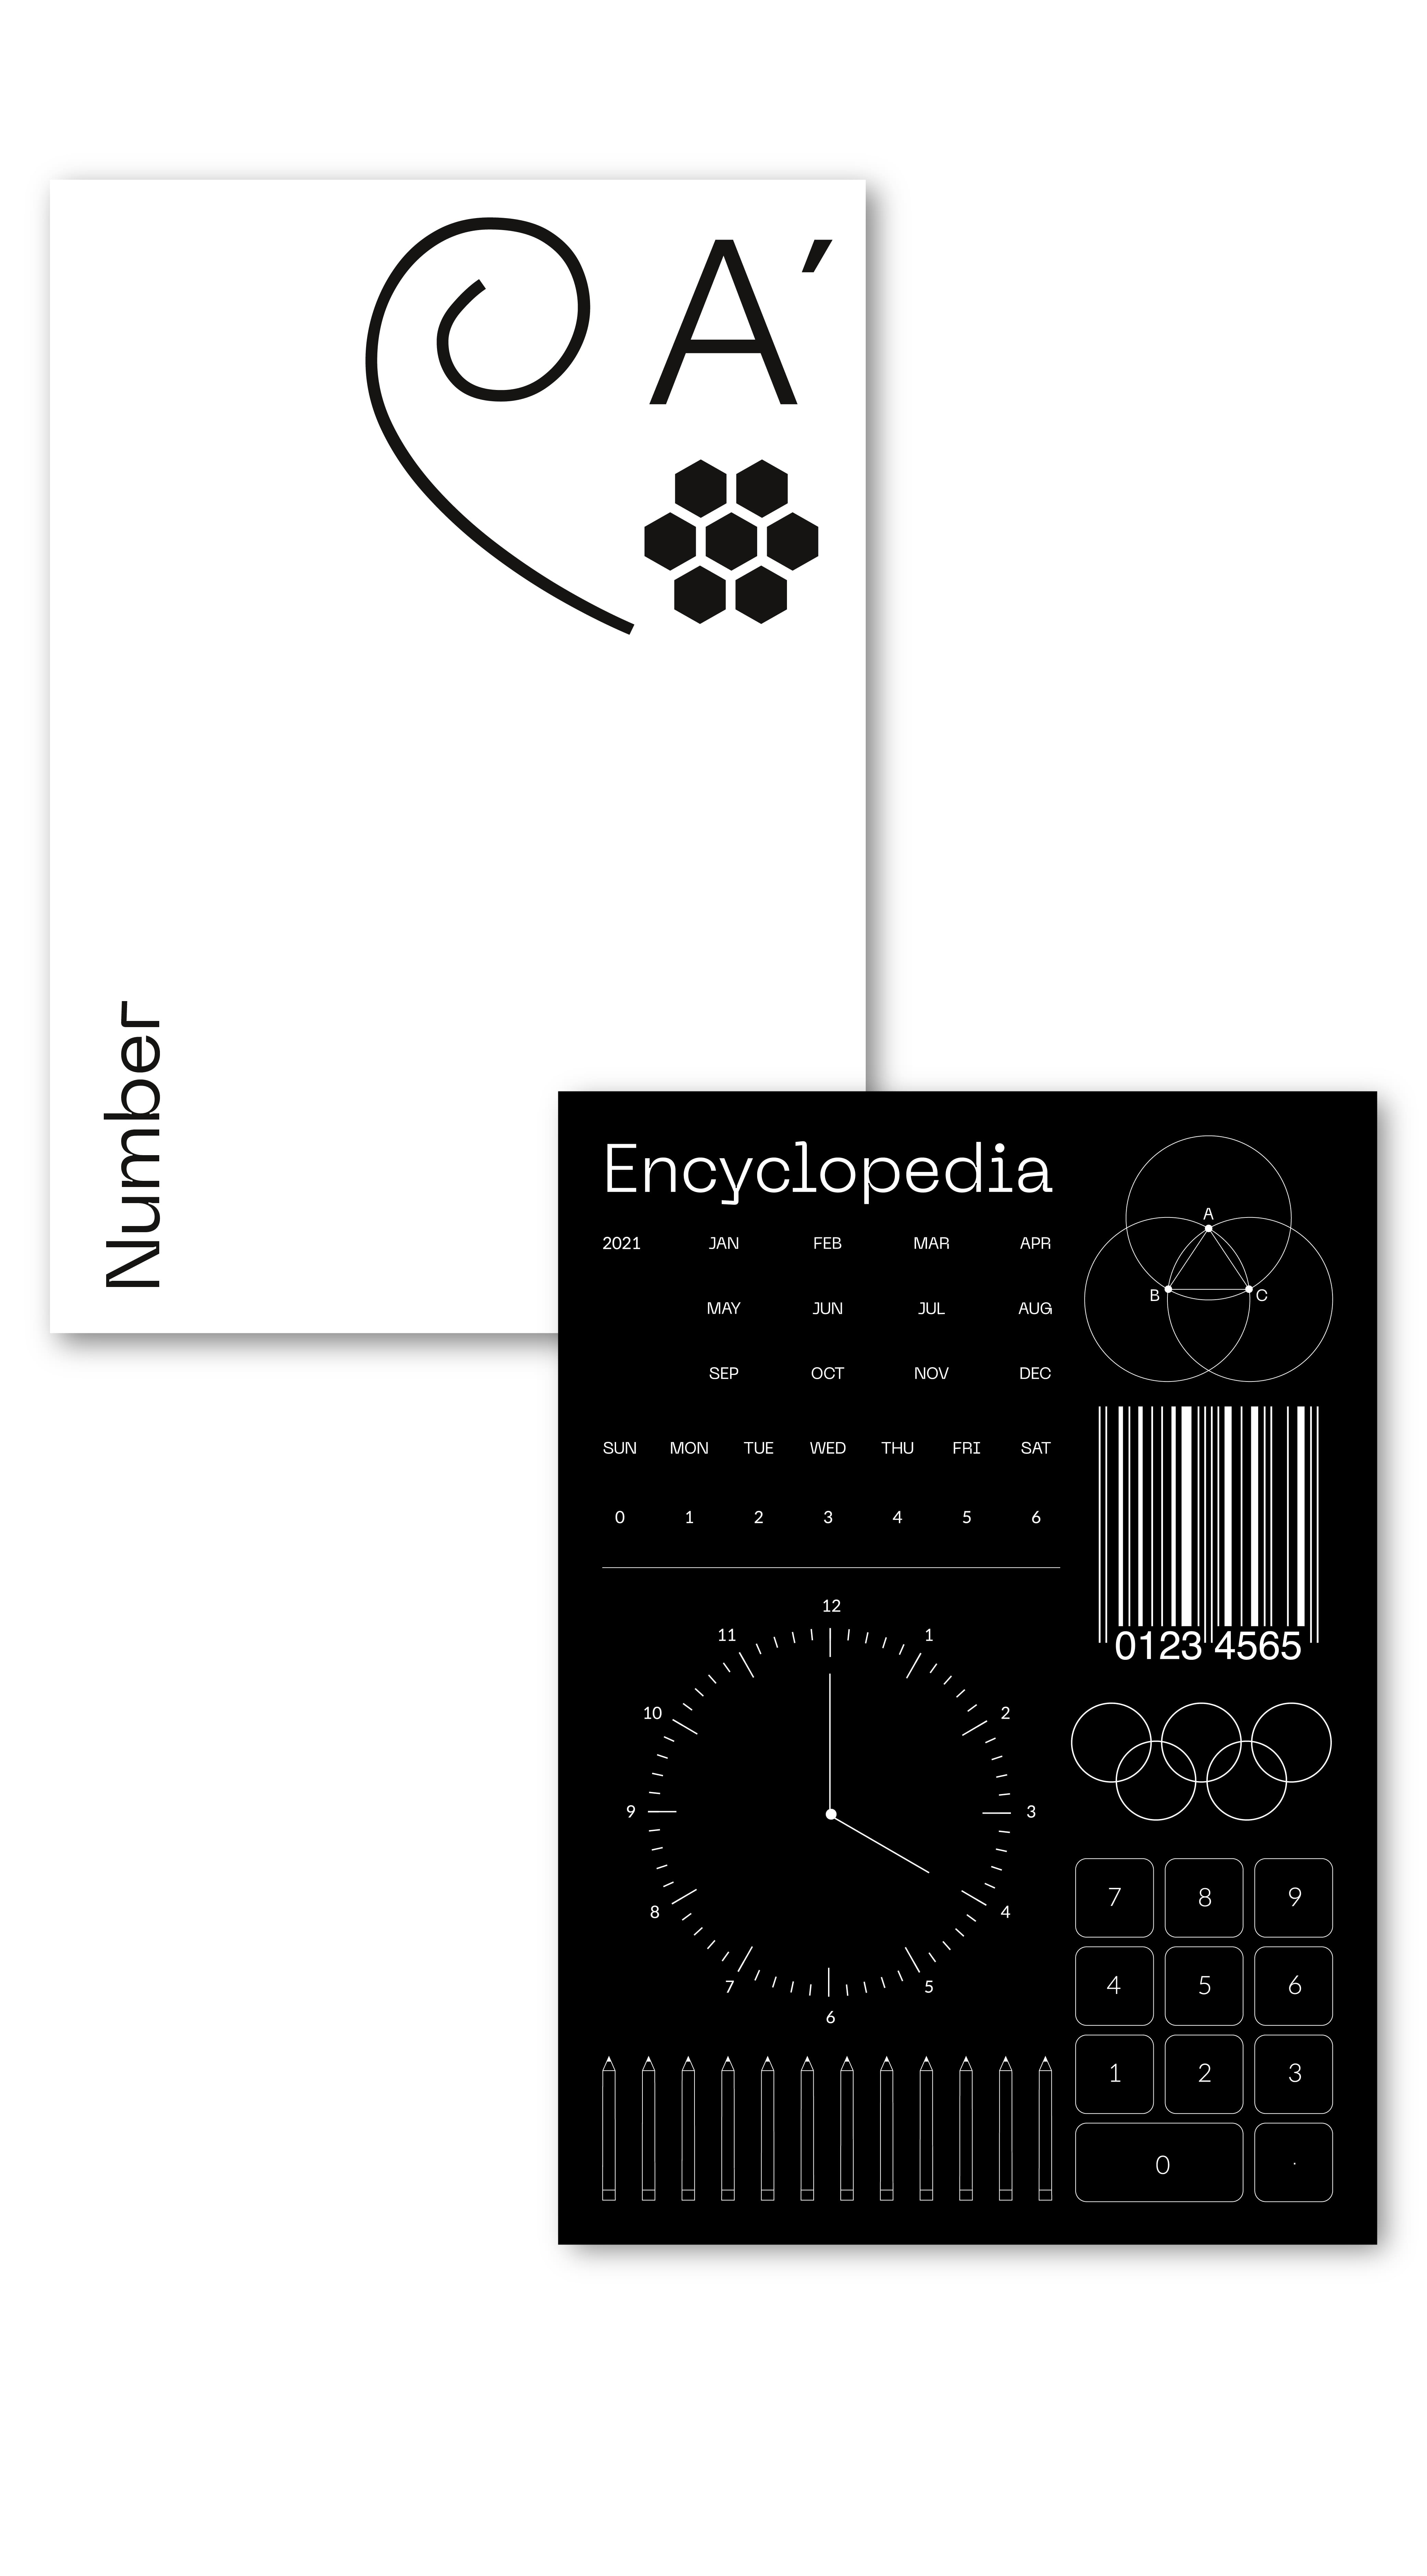 A′
Number
Encyclopedia
2021 JAN FEB MAR APR
MAY JUN JUL AUG
SEP OCT NOV DEC
SUN MON TUE WED THU FRI SAT
0 1 2 3 4 5 6
A
B C
0123 4565
12
11 1
10 2
9 3
8 4
7 5
6
7 8 9
4 5 6
1 2 3
0 .